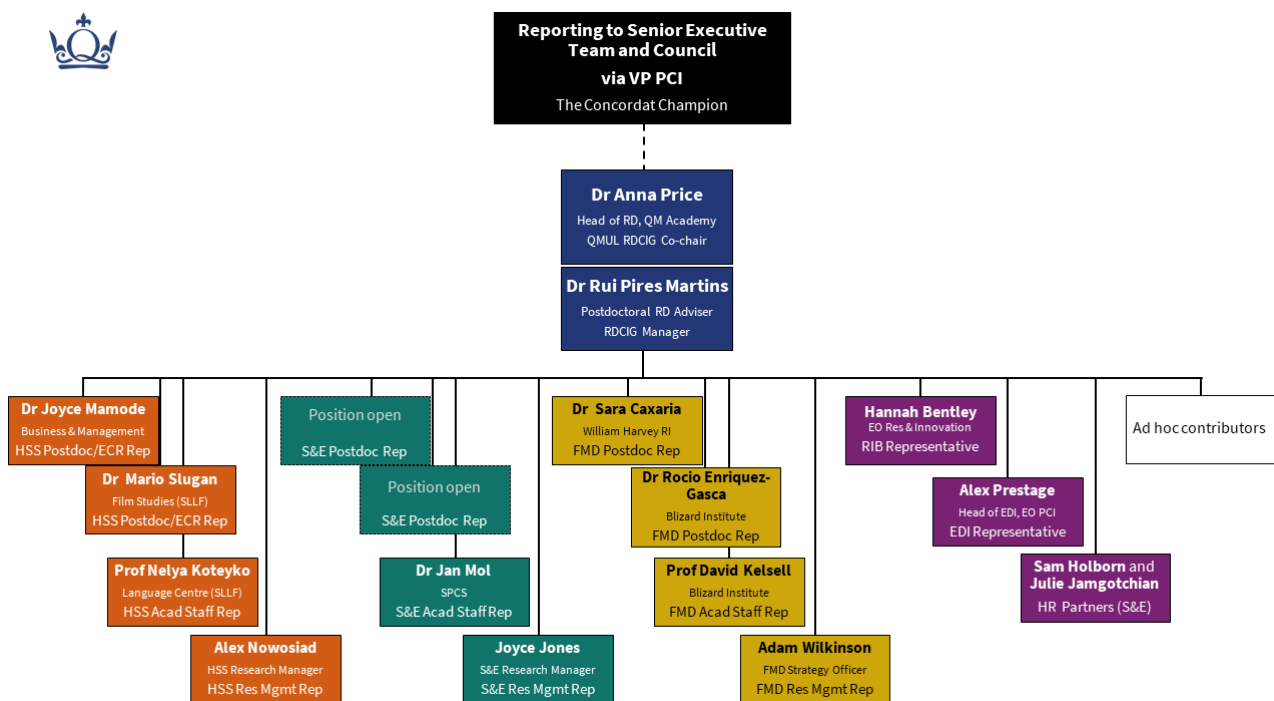 Reporting to Senior Executive
Team and Council
via VP PCI
The Concordat Champion
Dr Anna Price
Head of RD, QM Academy
QMUL RDCIG Co-chair
Dr Rui Pires Martins
Postdoctoral RD Adviser
RDCIG Manager
Dr Joyce Mamode
Business & Management
HSS Postdoc/ECR Rep
Dr Mario Slugan
Film Studies (SLLF)
HSS Postdoc/ECR Rep
Prof Nelya Koteyko
Language Centre (SLLF)
HSS Acad Staff Rep
Alex Nowosiad
HSS Research Manager
HSS Res Mgmt Rep
Position open
S&E Postdoc Rep
Position open
S&E Postdoc Rep
Dr Jan Mol
SPCS
S&E Acad Staff Rep
Joyce Jones
S&E Research Manager
S&E Res Mgmt Rep
Dr Sara Caxaria
William Harvey RI
FMD Postdoc Rep
Dr Rocio Enriquez-
Gasca
Blizard Institute
FMD Postdoc Rep
Prof David Kelsell
Blizard Institute
FMD Acad Staff Rep
Adam Wilkinson
FMD Strategy Officer
FMD Res Mgmt Rep
Hannah Bentley
EO Res & Innovation
RIB Representative
Alex Prestage
Head of EDI, EO PCI
EDI Representative
Sam Holborn and
Julie Jamgotchian
HR Partners (S&E)
Ad hoc contributors